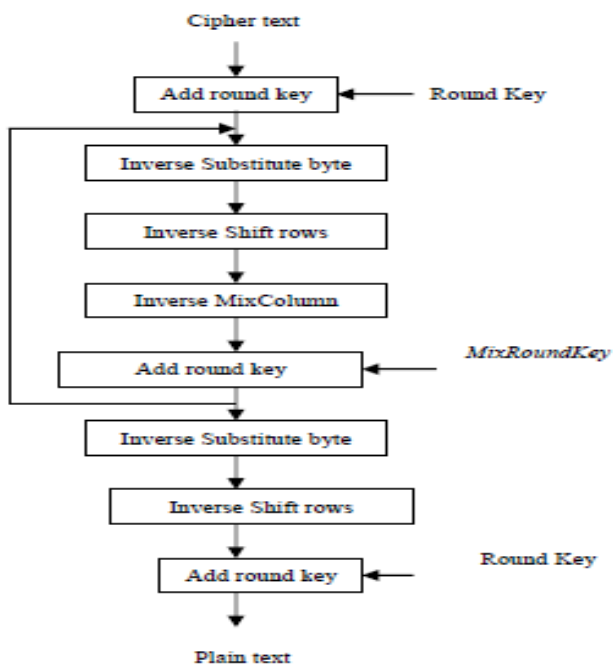 Cipher text
Add round key
Round Key
Inverse Substitute byte
Inverse Shift rows
Inverse MixColumn
Add round key
MixRoundKey
Inverse Substitute byte
Inverse Shift rows
Add round key
Round Key
Plain text